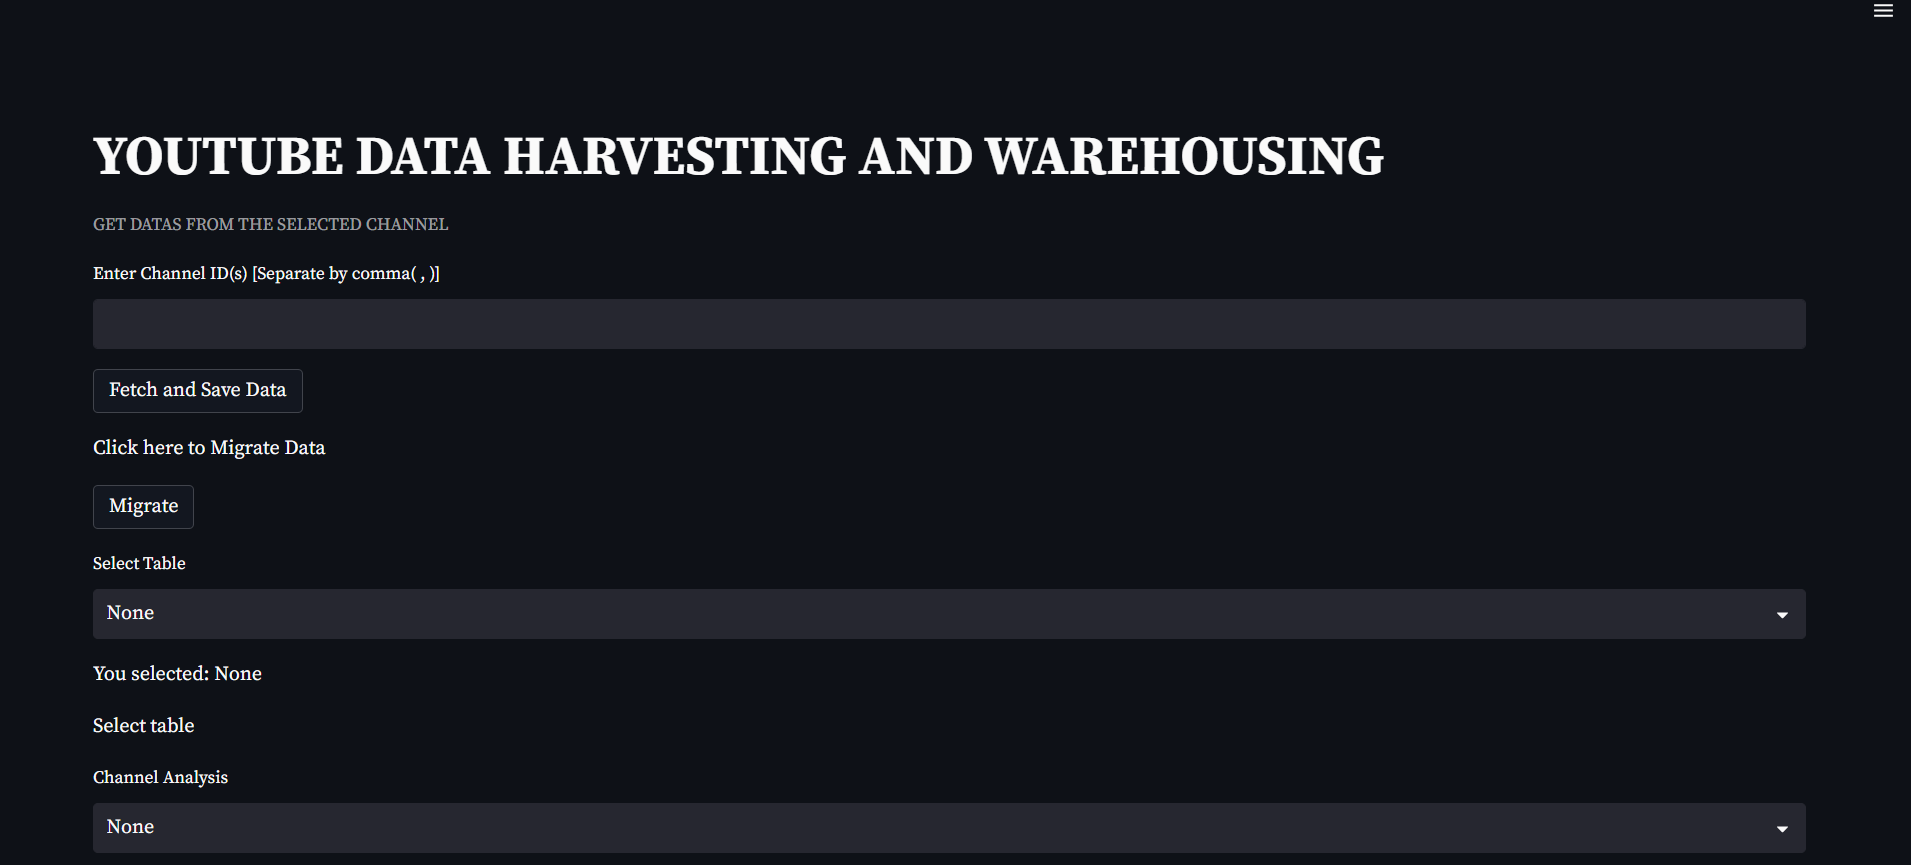 YOUTUBE DATA HARVESTING AND WAREHOUSING
GET DATAS FROM THE SELECTED CHANNEL
Enter Channel ID(s) [Separate by comma( , )]
Fetch and Save Data
Click here to Migrate Data
Migrate
Select Table
None
You selected: None
Select table
Channel Analysis
None